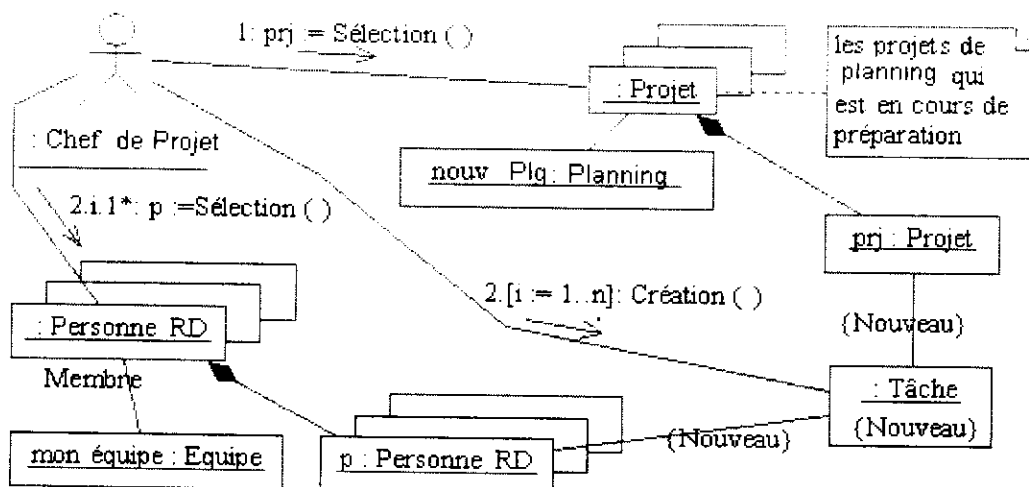 1: prj := Sélection ( )
les projets de
planning qui
est en cours de
préparation
: Projet
: Chef de Projet
nouv Plg : Planning
2.i.1*: p :=Sélection ( )
prj : Projet
2.[i := 1..n]: Création ( )
{Nouveau}
: Personne RD
Membre
: Tâche
{Nouveau}
{Nouveau}
mon équipe : Equipe
p : Personne RD